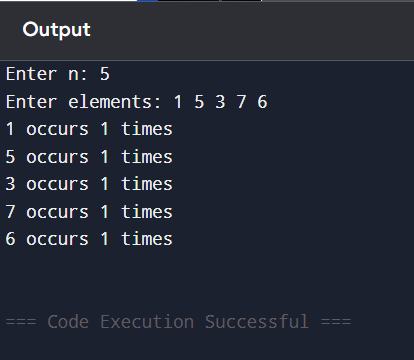 Output
Enter n: 5
Enter elements: 1 5 3 7 6
1 occurs 1 times
5 occurs 1 times
3 occurs 1 times
7 occurs 1 times
6 occurs 1 times
=== Code Execution Successful ===